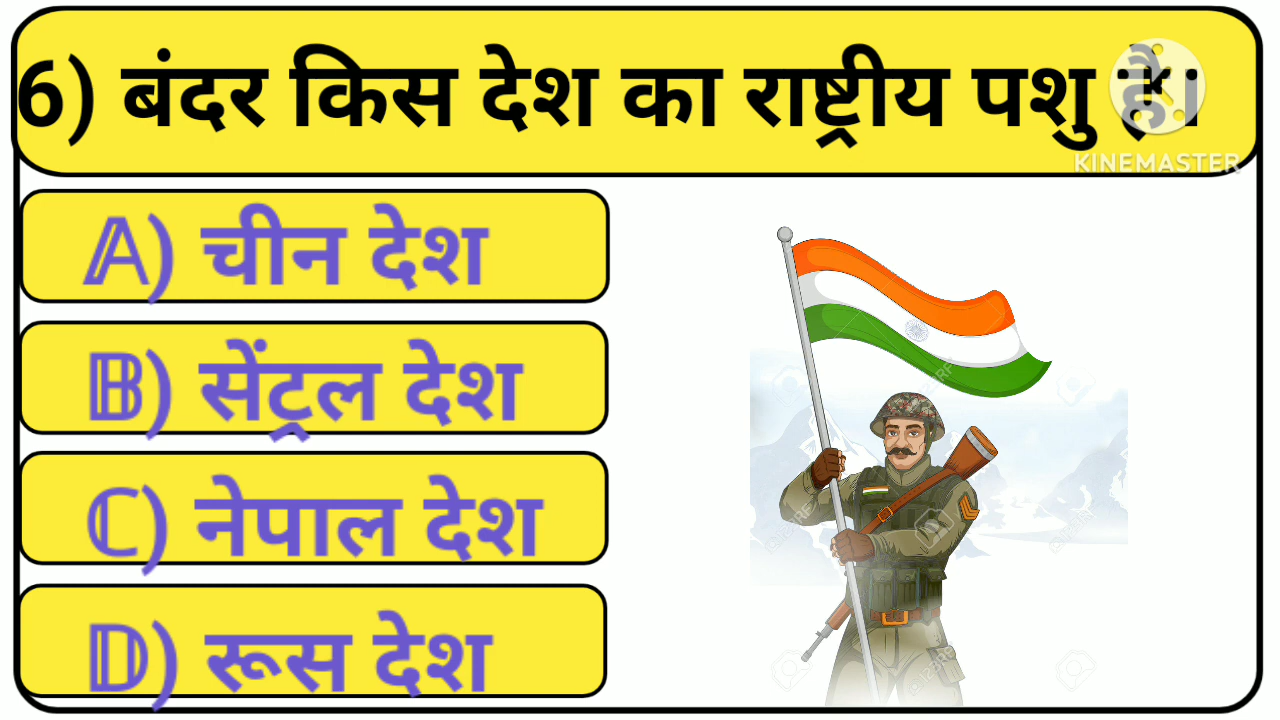 6) बंदर किस देश का राष्ट्रीय पशु है।
KINEMASTER
A) चीन देश
B) सेंट्रल देश
C) नेपाल देश
D) रूस देश